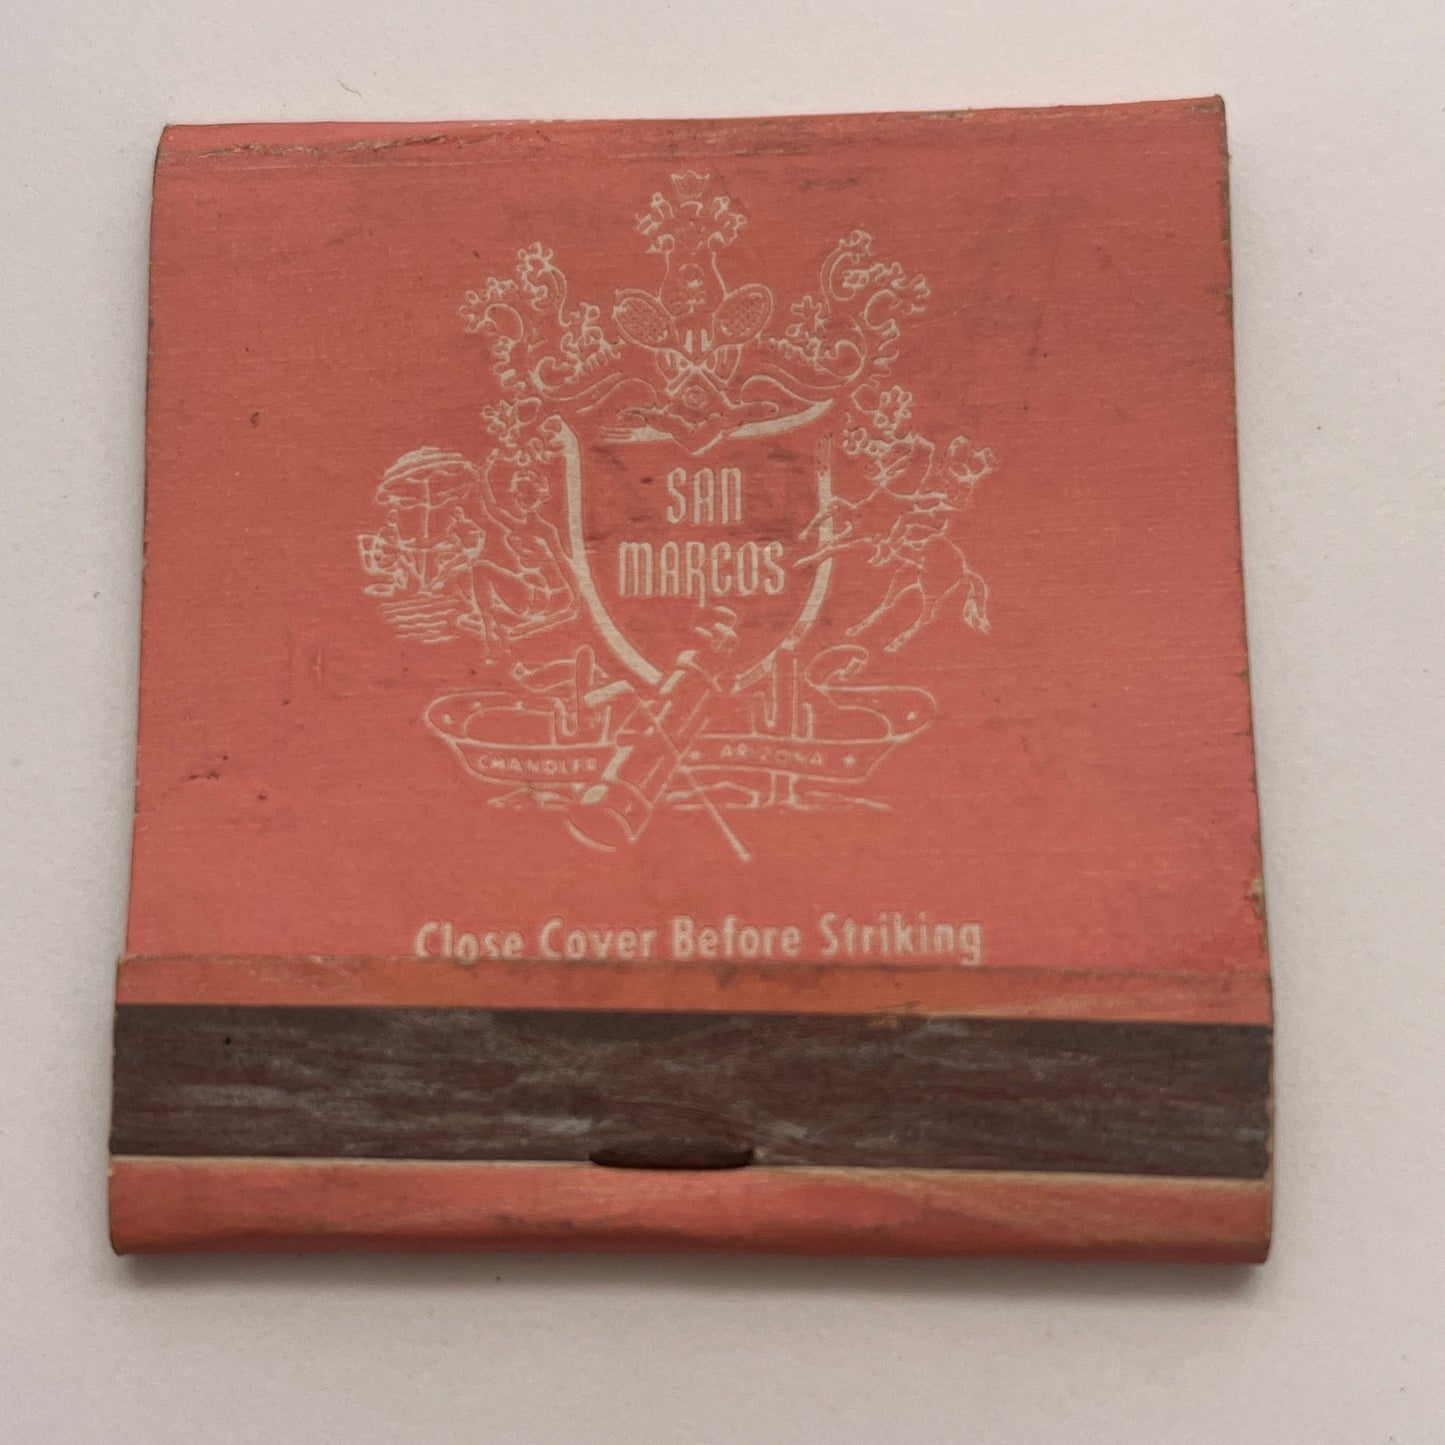 SAN
MARCOS
CHANDLER ★ ARIZONA ★
Close Cover Before Striking